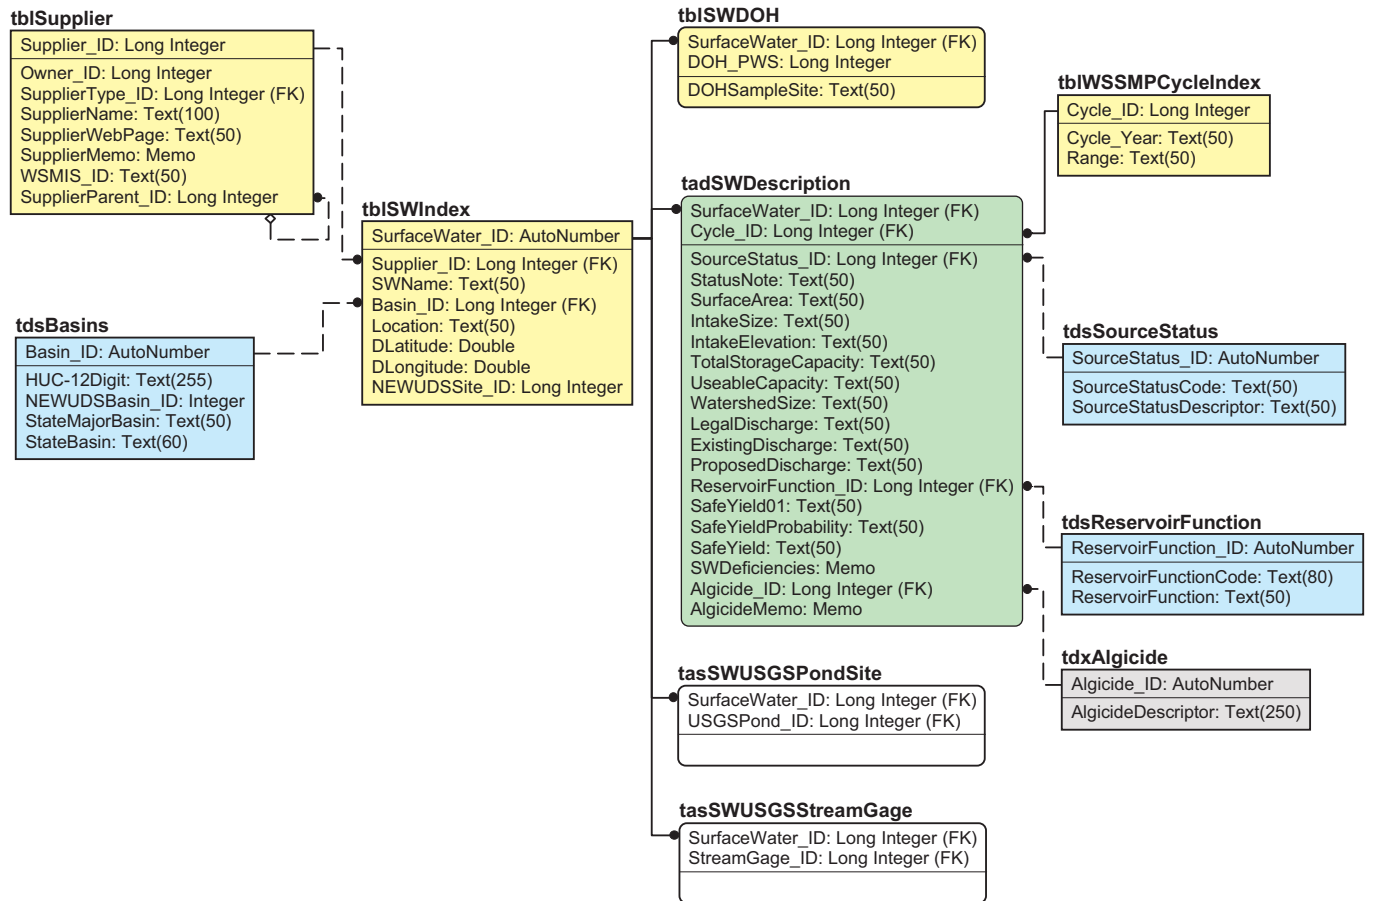 tblSupplier
Supplier_ID: Long Integer
Owner_ID: Long Integer
SupplierType_ID: Long Integer (FK)
SupplierName: Text(100)
SupplierWebPage: Text(50)
SupplierMemo: Memo
WSMIS_ID: Text(50)
SupplierParent_ID: Long Integer
tdsBasins
Basin_ID: AutoNumber
HUC-12Digit: Text(255)
NEWUDSBasin_ID: Integer
StateMajorBasin: Text(50)
StateBasin: Text(60)
tblSWIndex
SurfaceWater_ID: AutoNumber
Supplier_ID: Long Integer (FK)
SWName: Text(50)
Basin_ID: Long Integer (FK)
Location: Text(50)
DLatitude: Double
DLongitude: Double
NEWUDSSite_ID: Long Integer
tblSWDOH
SurfaceWater_ID: Long Integer (FK)
DOH_PWS: Long Integer
DOHSampleSite: Text(50)
tadSWDescription
SurfaceWater_ID: Long Integer (FK)
Cycle_ID: Long Integer (FK)
SourceStatus_ID: Long Integer (FK)
StatusNote: Text(50)
SurfaceArea: Text(50)
IntakeSize: Text(50)
IntakeElevation: Text(50)
TotalStorageCapacity: Text(50)
UseableCapacity: Text(50)
WatershedSize: Text(50)
LegalDischarge: Text(50)
ExistingDischarge: Text(50)
ProposedDischarge: Text(50)
ReservoirFunction_ID: Long Integer (FK)
SafeYield01: Text(50)
SafeYieldProbability: Text(50)
SafeYield: Text(50)
SWDeficiencies: Memo
Algicide_ID: Long Integer (FK)
AlgicideMemo: Memo
tasSWUSGSPondSite
SurfaceWater_ID: Long Integer (FK)
USGSPond_ID: Long Integer (FK)
tasSWUSGSStreamGage
SurfaceWater_ID: Long Integer (FK)
StreamGage_ID: Long Integer (FK)
tblWSSMPCycleIndex
Cycle_ID: Long Integer
Cycle_Year: Text(50)
Range: Text(50)
tdsSourceStatus
SourceStatus_ID: AutoNumber
SourceStatusCode: Text(50)
SourceStatusDescriptor: Text(50)
tdsReservoirFunction
ReservoirFunction_ID: AutoNumber
ReservoirFunctionCode: Text(80)
ReservoirFunction: Text(50)
tdxAlgicide
Algicide_ID: AutoNumber
AlgicideDescriptor: Text(250)